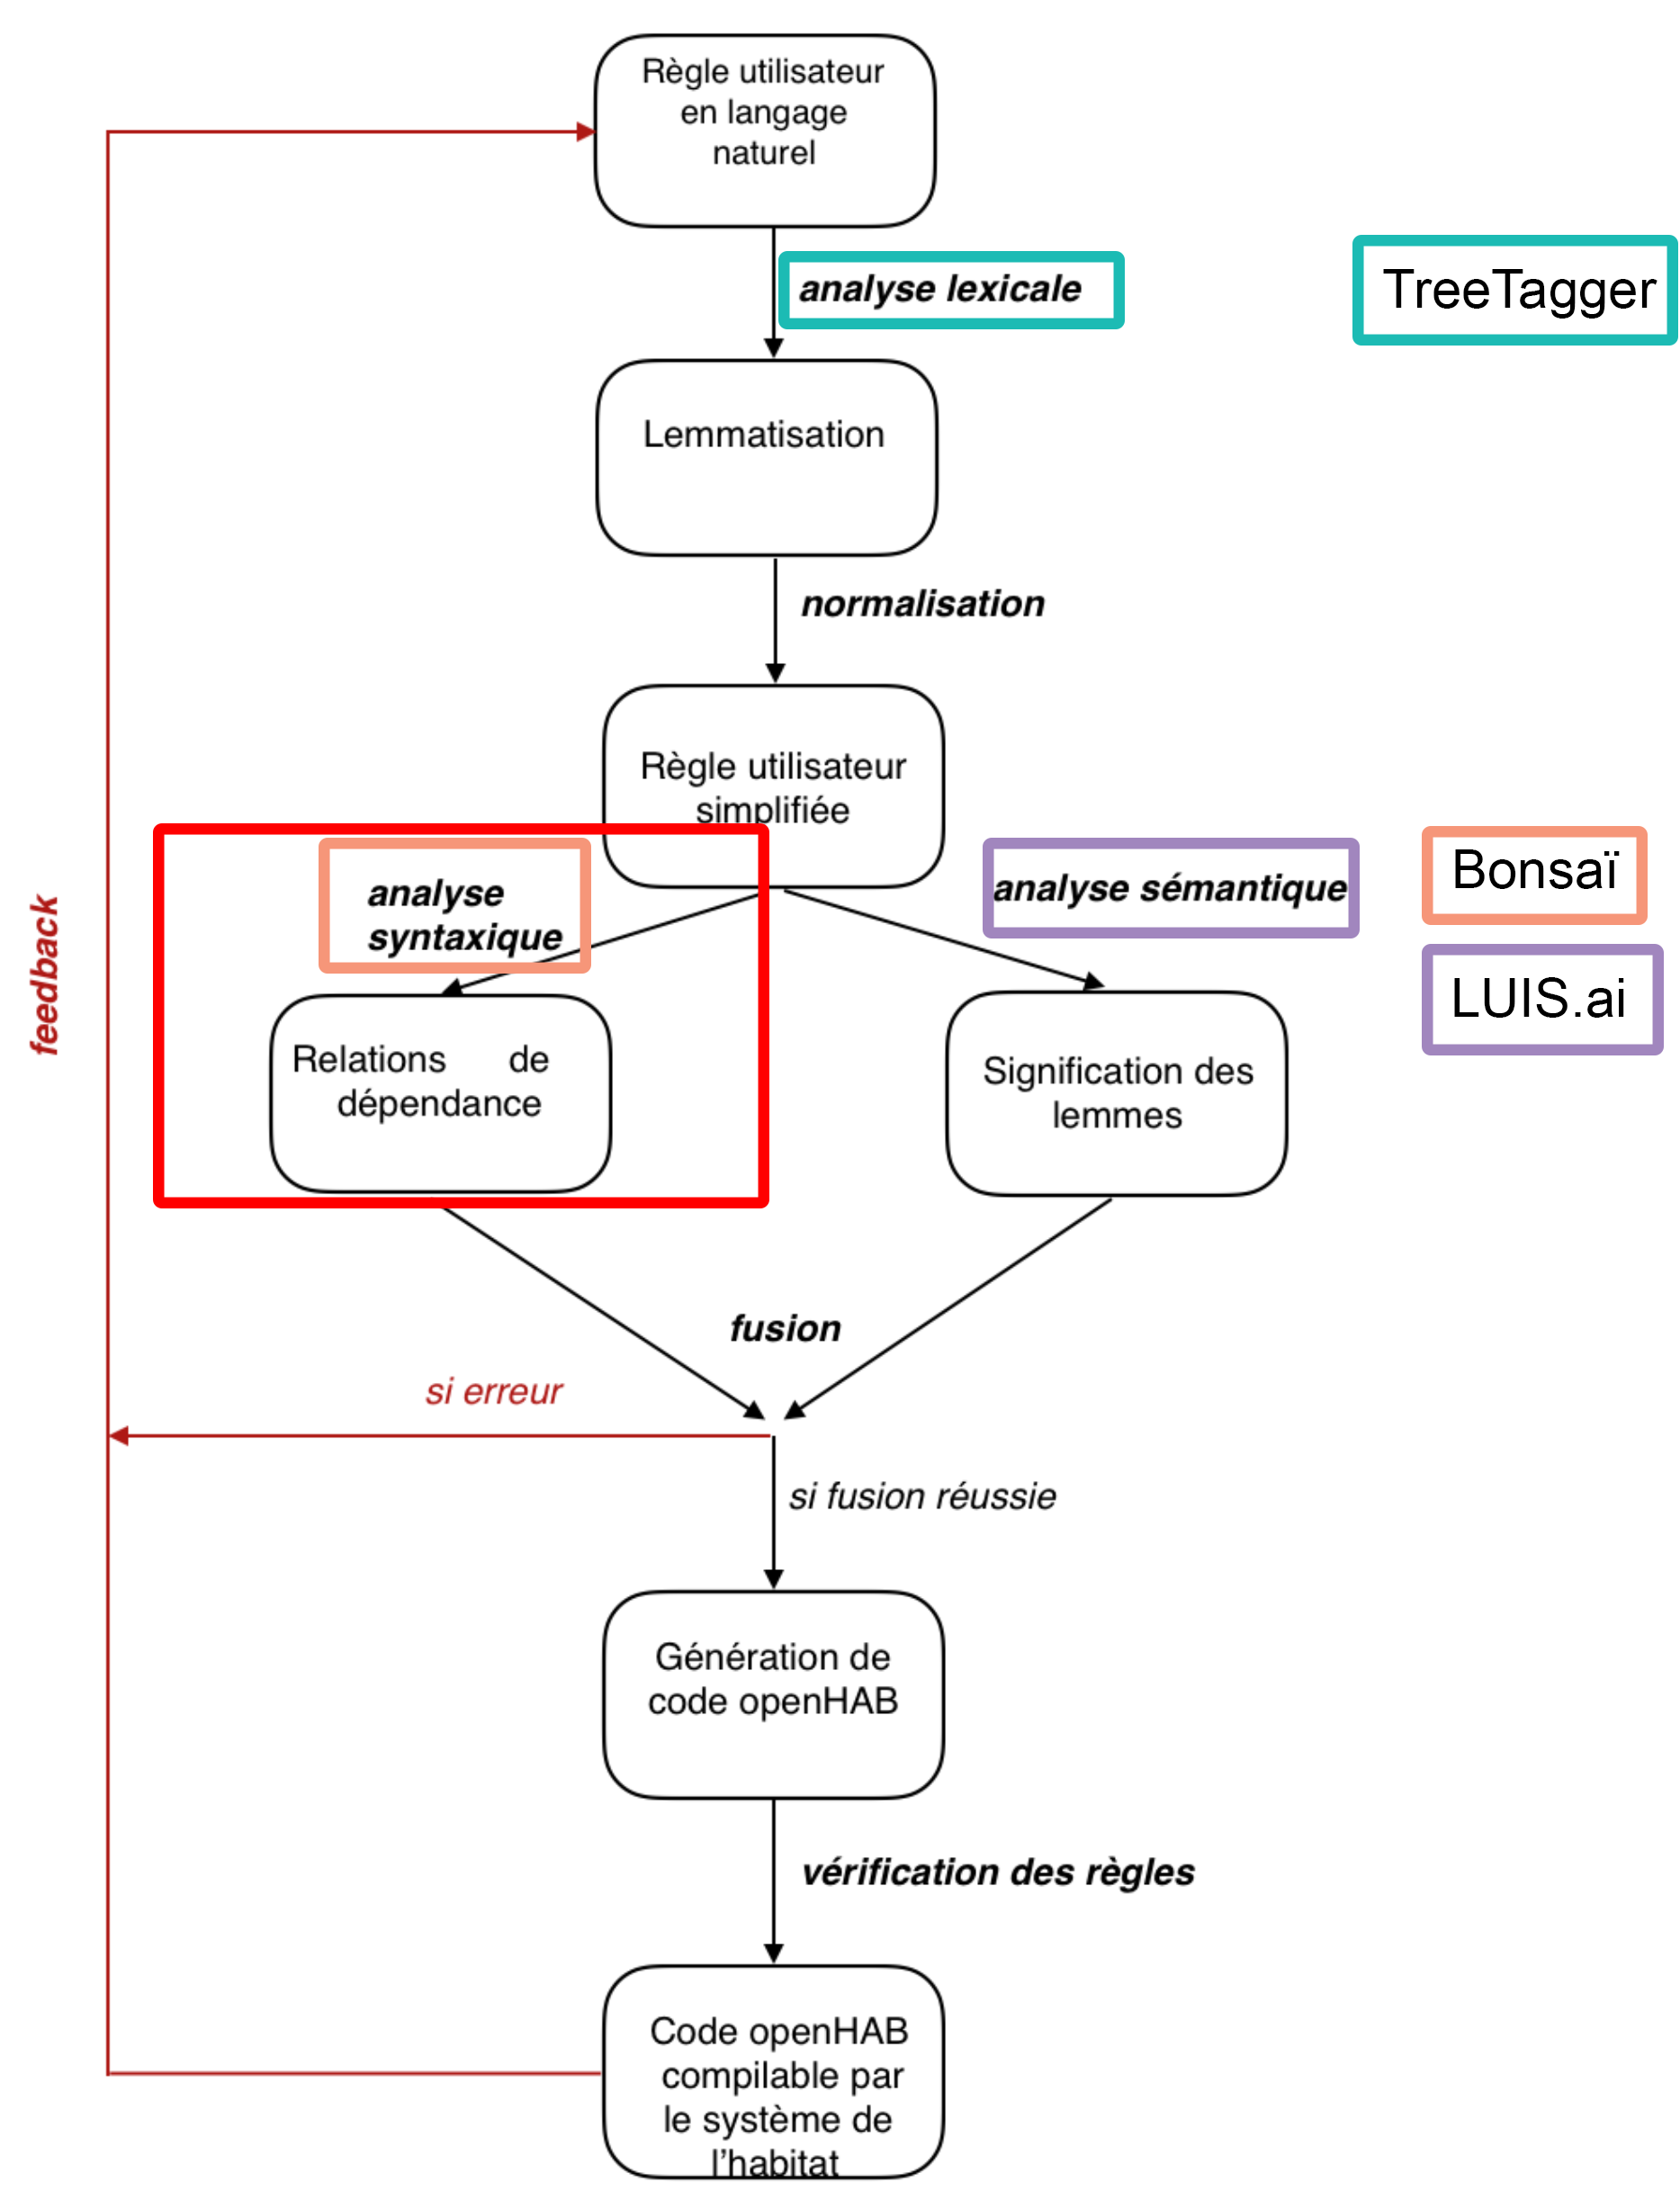 Règle utilisateur
en langage
naturel
analyse lexicale
TreeTagger
Lemmatisation
normalisation
Règle utilisateur
simplifiée
analyse
syntaxique
analyse sémantique
Bonsaï
LUIS.ai
feedback
Relations de
dépendance
Signification des
lemmes
fusion
si erreur
si fusion réussie
Génération de
code openHAB
vérification des règles
Code openHAB
compilable par
le système de
l'habitat